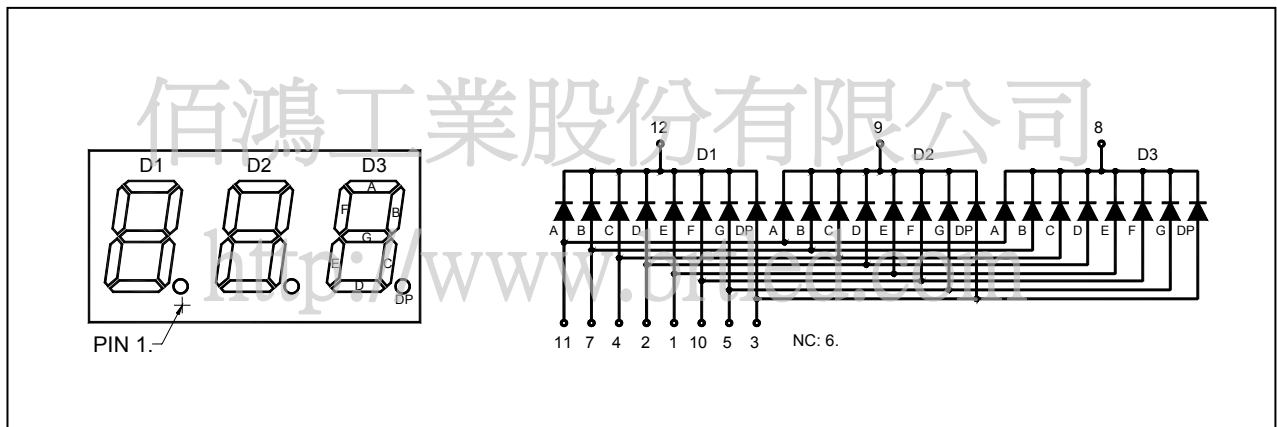 佰鴻工業股份有限公司
12 9 8
D1 D2 D3
D1 D2 D3
A
F B
G
E C
D
DP
A B C D E F G DP A B C D E F G DP A B C D E F G DP
http://www.brtled.com
PIN 1.
11 7 4 2 1 10 5 3 NC: 6.